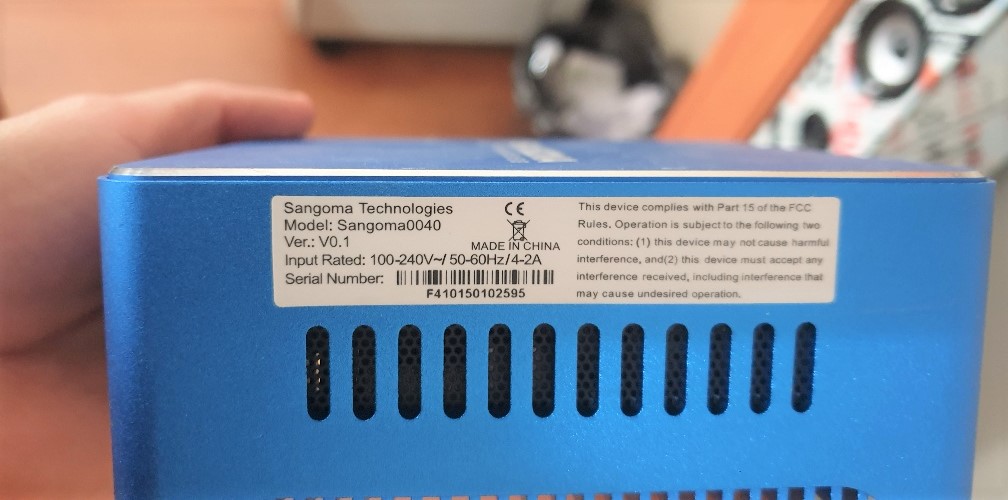 Sangoma Technologies
Model: Sangoma0040
Ver.: V0.1
CE
MADE IN CHINA
Input Rated: 100-240V~/ 50-60Hz/4-2A
Serial Number:
F410150102595
This device complies with Part 15 of the FCC
Rules. Operation is subject to the following two
conditions: (1) this device may not cause harmful
interference, and(2) this device must accept any
interference received, including interference that
may cause undesired operation.